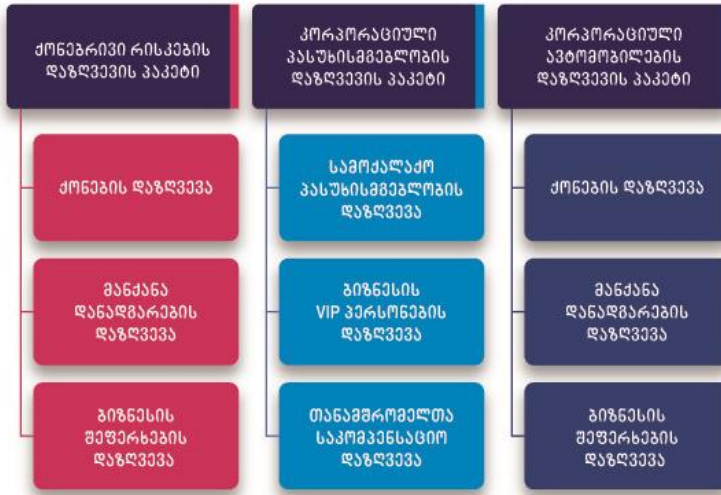 ქონებრივი რისკების
დაზღვევის პაკეტი
ქონების დაზღვევა
მანქანა
დანადგარების
დაზღვევა
ბიზნესის
შეფერხების
დაზღვევა
კორპორაციული
პასუხისმგებლობის
დაზღვევის პაკეტი
სამოქალაქო
პასუხისმგებლობის
დაზღვევა
ბიზნესის
VIP პერსონების
დაზღვევა
თანამშრომელთა
საკომპენსაციო
დაზღვევა
კორპორაციული
ავტომობილების
დაზღვევის პაკეტი
ქონების დაზღვევა
მანქანა
დანადგარების
დაზღვევა
ბიზნესის
შეფერხების
დაზღვევა